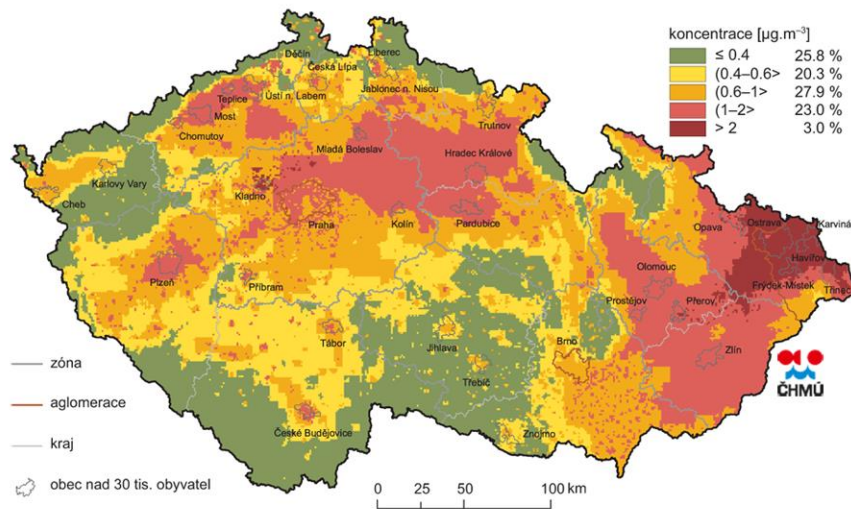 koncentrace [µg.m⁻³]
≤ 0.4 25.8 %
(0.4–0.6> 20.3 %
(0.6–1> 27.9 %
(1–2> 23.0 %
> 2 3.0 %
Děčín
Liberec
Česká Lípa
Teplice
Ústí n. Labem
Jablonec n. Nisou
Most
Chomutov
Trutnov
Mladá Boleslav
Hradec Králové
Karlovy Vary
Cheb
Kladno
Praha
Kolín
Pardubice
Opava
Ostrava
Karviná
Havířov
Plzeň
Příbram
Olomouc
Frýdek-Místek
Třinec
Prostějov
Přerov
Tábor
Jihlava
Brno
Zlín
Třebíč
České Budějovice
Znojmo
ČHMÚ
zóna
aglomerace
kraj
obec nad 30 tis. obyvatel
0 25 50 100 km